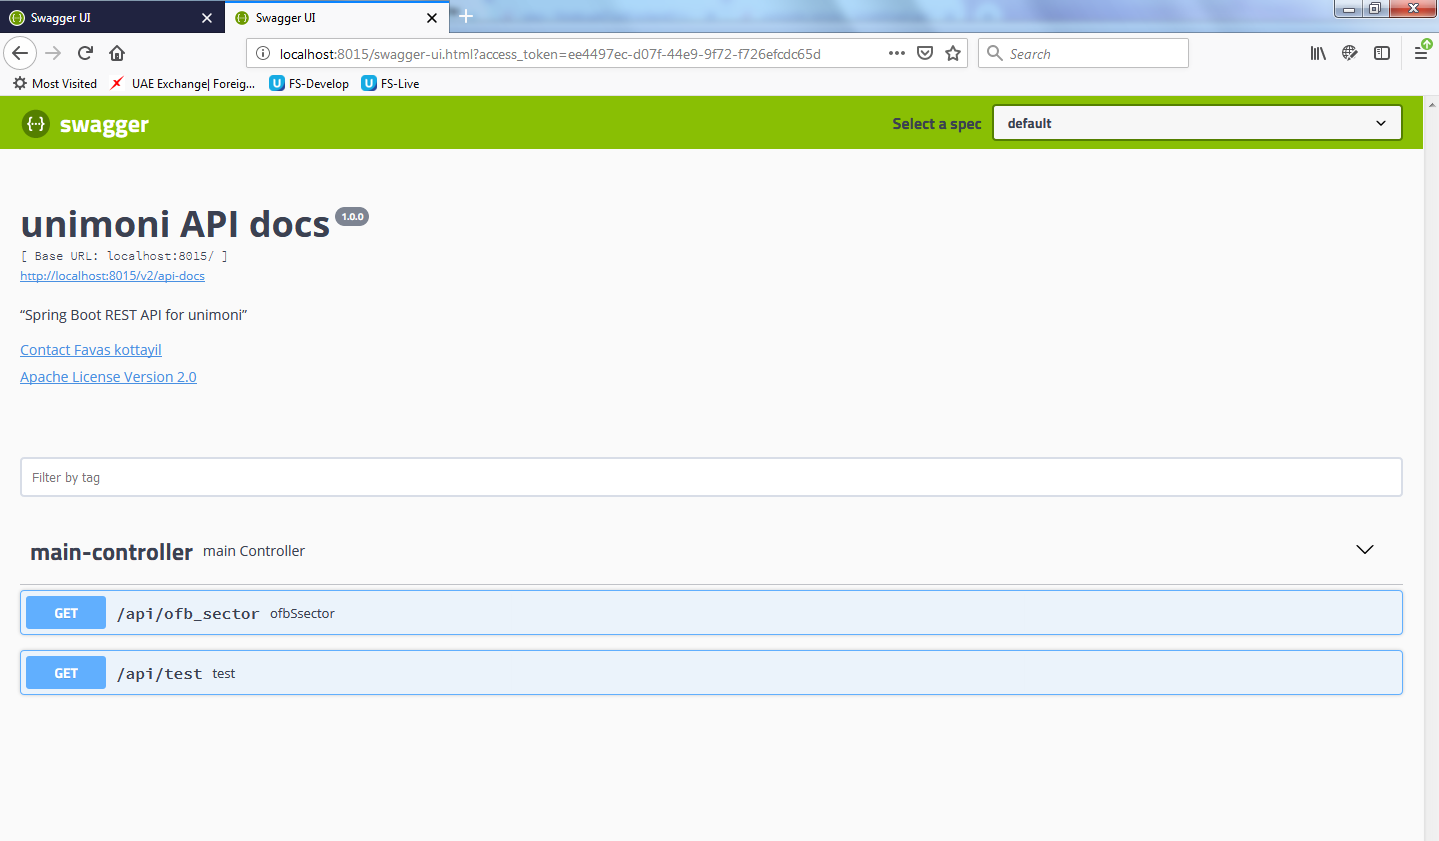 Swagger UI
Swagger UI
localhost:8015/swagger-ui.html?access_token=ee4497ec-d07f-44e9-9f72-f726efcdc65d
Search
Most Visited
UAE Exchange| Foreig...
FS-Develop
FS-Live
swagger
Select a spec
default
unimoni API docs 1.0.0
[ Base URL: localhost:8015/ ]
http://localhost:8015/v2/api-docs
“Spring Boot REST API for unimoni”
Contact Favas kottayil
Apache License Version 2.0
Filter by tag
main-controller main Controller
GET /api/ofb_sector ofbSsector
GET /api/test test